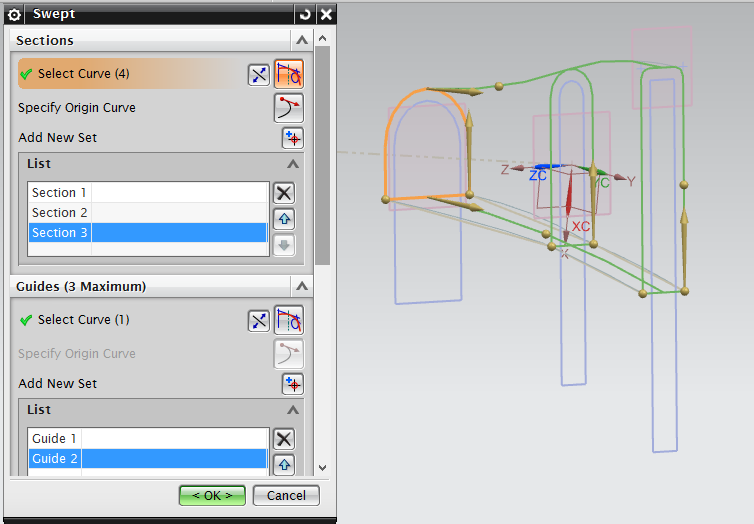 Swept
Sections
Select Curve (4)
Specify Origin Curve
Add New Set
List
Section 1
Section 2
Section 3
Guides (3 Maximum)
Select Curve (1)
Specify Origin Curve
Add New Set
List
Guide 1
Guide 2
< OK > Cancel
Z ZC YC Y
XC
X